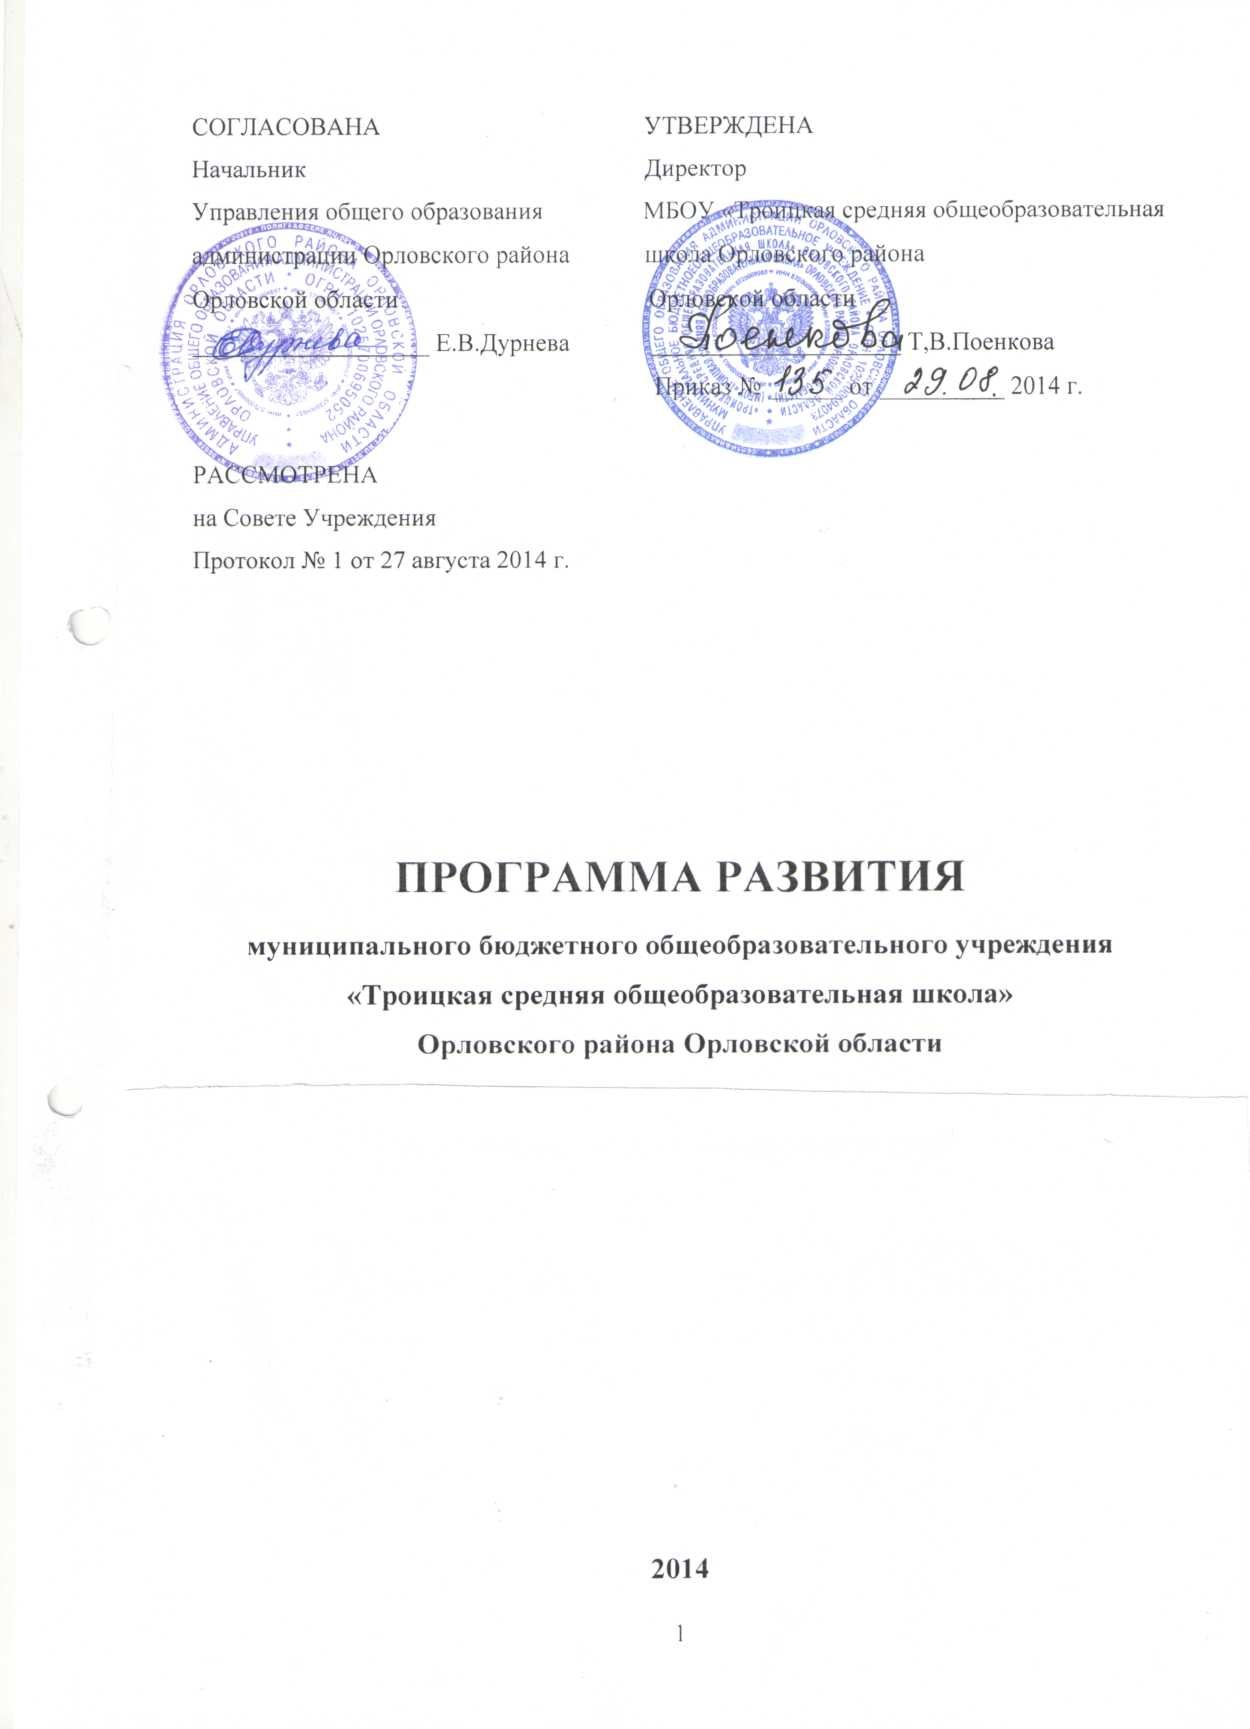 СОГЛАСОВАНА
Начальник
Управления общего образования
администрации Орловского района
Орловской области
Е.В.Дурнева
УТВЕРЖДЕНА
Директор
МБОУ «Троицкая средняя общеобразовательная
школа Орловского района
Орловской области
Поенкова Т,В.Поенкова
Приказ № 135 от 29.08. 2014 г.
РАССМОТРЕНА
на Совете Учреждения
Протокол № 1 от 27 августа 2014 г.
ПРОГРАММА РАЗВИТИЯ
муниципального бюджетного общеобразовательного учреждения
«Троицкая средняя общеобразовательная школа»
Орловского района Орловской области
2014
1